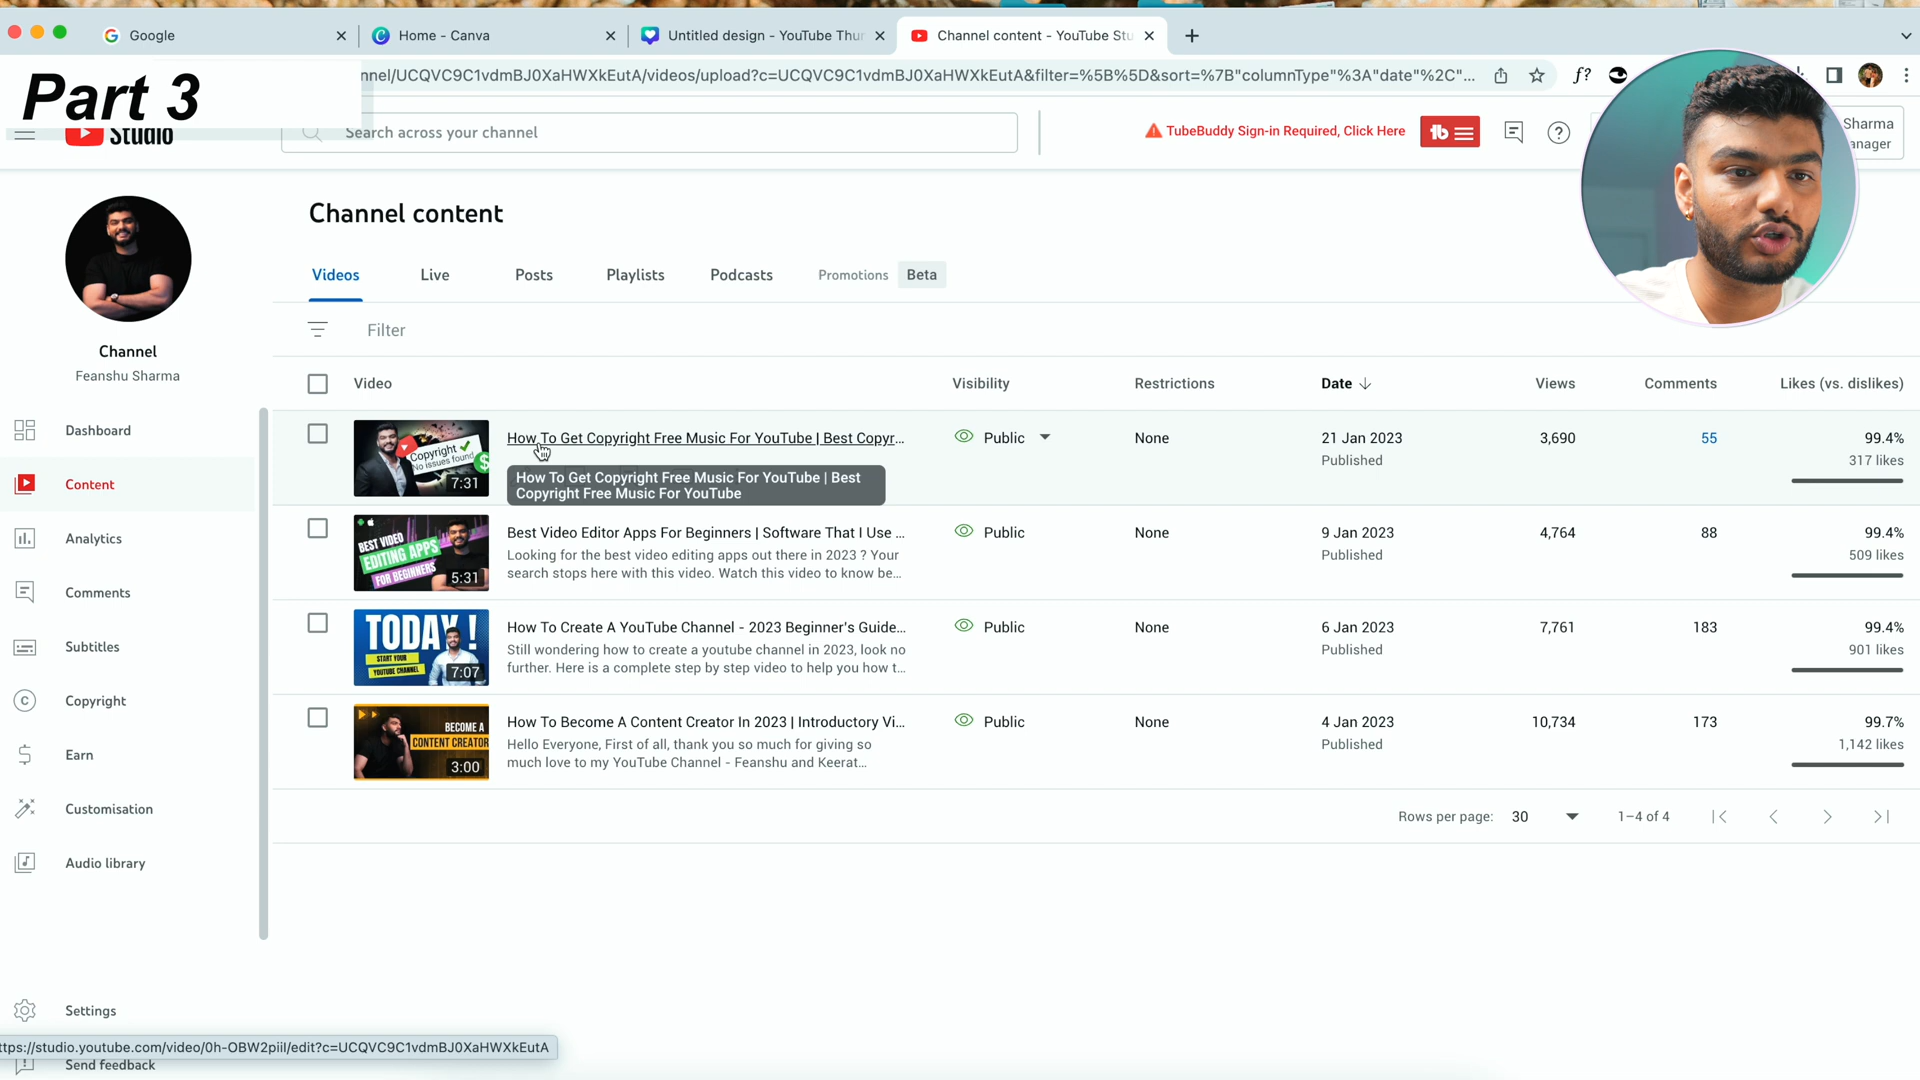 Google
Home - Canva
Untitled design - YouTube Thu
Channel content - YouTube Stu
Part 3
nnel/UCQVC9C1vdmBJ0XaHWXkEutA/videos/upload?c=UCQVC9C1vdmBJ0XaHWXkEutA&filter=%5B%5D&sort=%7B"columnType"%3A"date"%2C"...
f?
Studio
Search across your channel
TubeBuddy Sign-in Required, Click Here
Sharma
anager
Channel content
Videos
Live
Posts
Playlists
Podcasts
Promotions
Beta
Filter
Channel
Feanshu Sharma
Dashboard
Content
Analytics
Comments
Subtitles
Copyright
Earn
Customisation
Audio library
Settings
Send feedback
Video
Visibility
Restrictions
Date
Views
Comments
Likes (vs. dislikes)
Copyright
No issues found
7:31
How To Get Copyright Free Music For YouTube | Best Copyr...
How To Get Copyright Free Music For YouTube | Best
Copyright Free Music For YouTube
Public
None
21 Jan 2023
Published
3,690
55
99.4%
317 likes
BEST VIDEO
EDITING APPS
FOR BEGINNERS
5:31
Best Video Editor Apps For Beginners | Software That I Use ...
Looking for the best video editing apps out there in 2023 ? Your
search stops here with this video. Watch this video to know be...
Public
None
9 Jan 2023
Published
4,764
88
99.4%
509 likes
TODAY !
START YOUR
YOUTUBE CHANNEL
7:07
How To Create A YouTube Channel - 2023 Beginner's Guide...
Still wondering how to create a youtube channel in 2023, look no
further. Here is a complete step by step video to help you how t...
Public
None
6 Jan 2023
Published
7,761
183
99.4%
901 likes
BECOME A
CONTENT CREATOR
3:00
How To Become A Content Creator In 2023 | Introductory Vi...
Hello Everyone, First of all, thank you so much for giving so
much love to my YouTube Channel - Feanshu and Keerat...
Public
None
4 Jan 2023
Published
10,734
173
99.7%
1,142 likes
Rows per page:
30
1–4 of 4
ttps://studio.youtube.com/video/0h-OBW2piiI/edit?c=UCQVC9C1vdmBJ0XaHWXkEutA